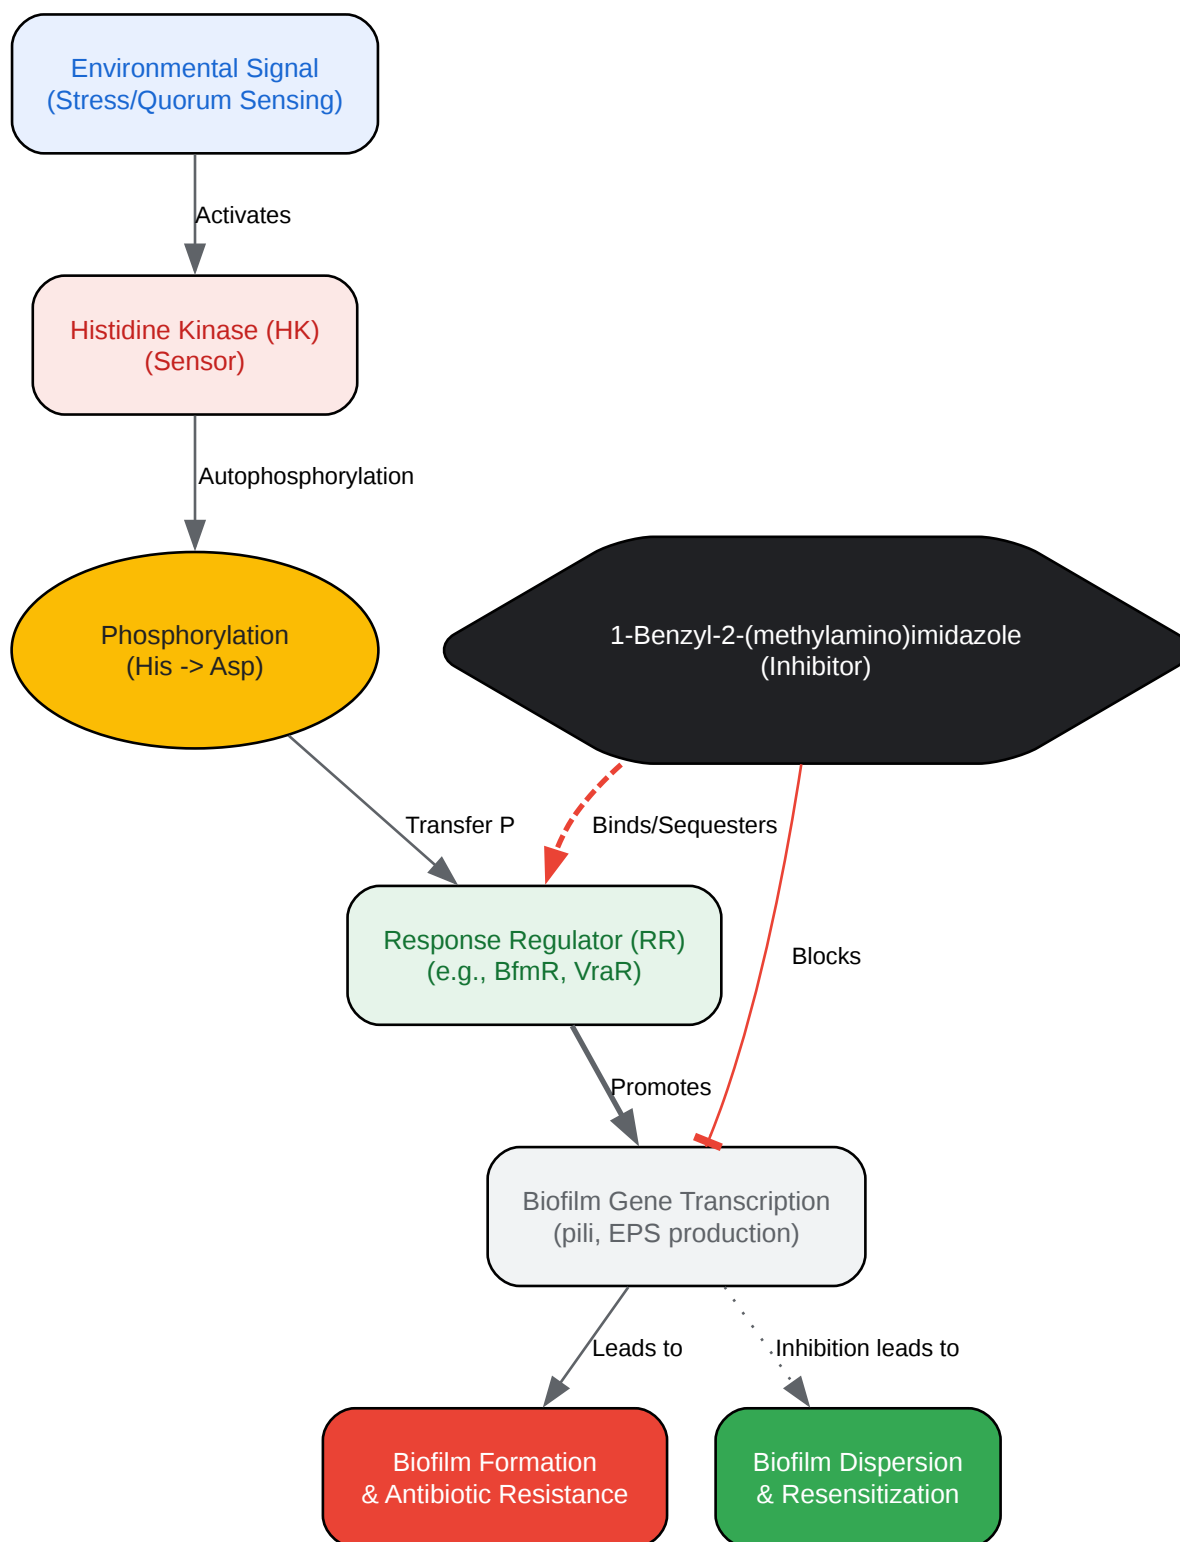 Environmental Signal
(Stress/Quorum Sensing)
Activates
Histidine Kinase (HK)
(Sensor)
Autophosphorylation
Phosphorylation
(His -> Asp)
1-Benzyl-2-(methylamino)imidazole
(Inhibitor)
Transfer P
Binds/Sequesters
Response Regulator (RR)
(e.g., BfmR, VraR)
Blocks
Promotes
Biofilm Gene Transcription
(pili, EPS production)
Leads to
Inhibition leads to
Biofilm Formation
& Antibiotic Resistance
Biofilm Dispersion
& Resensitization